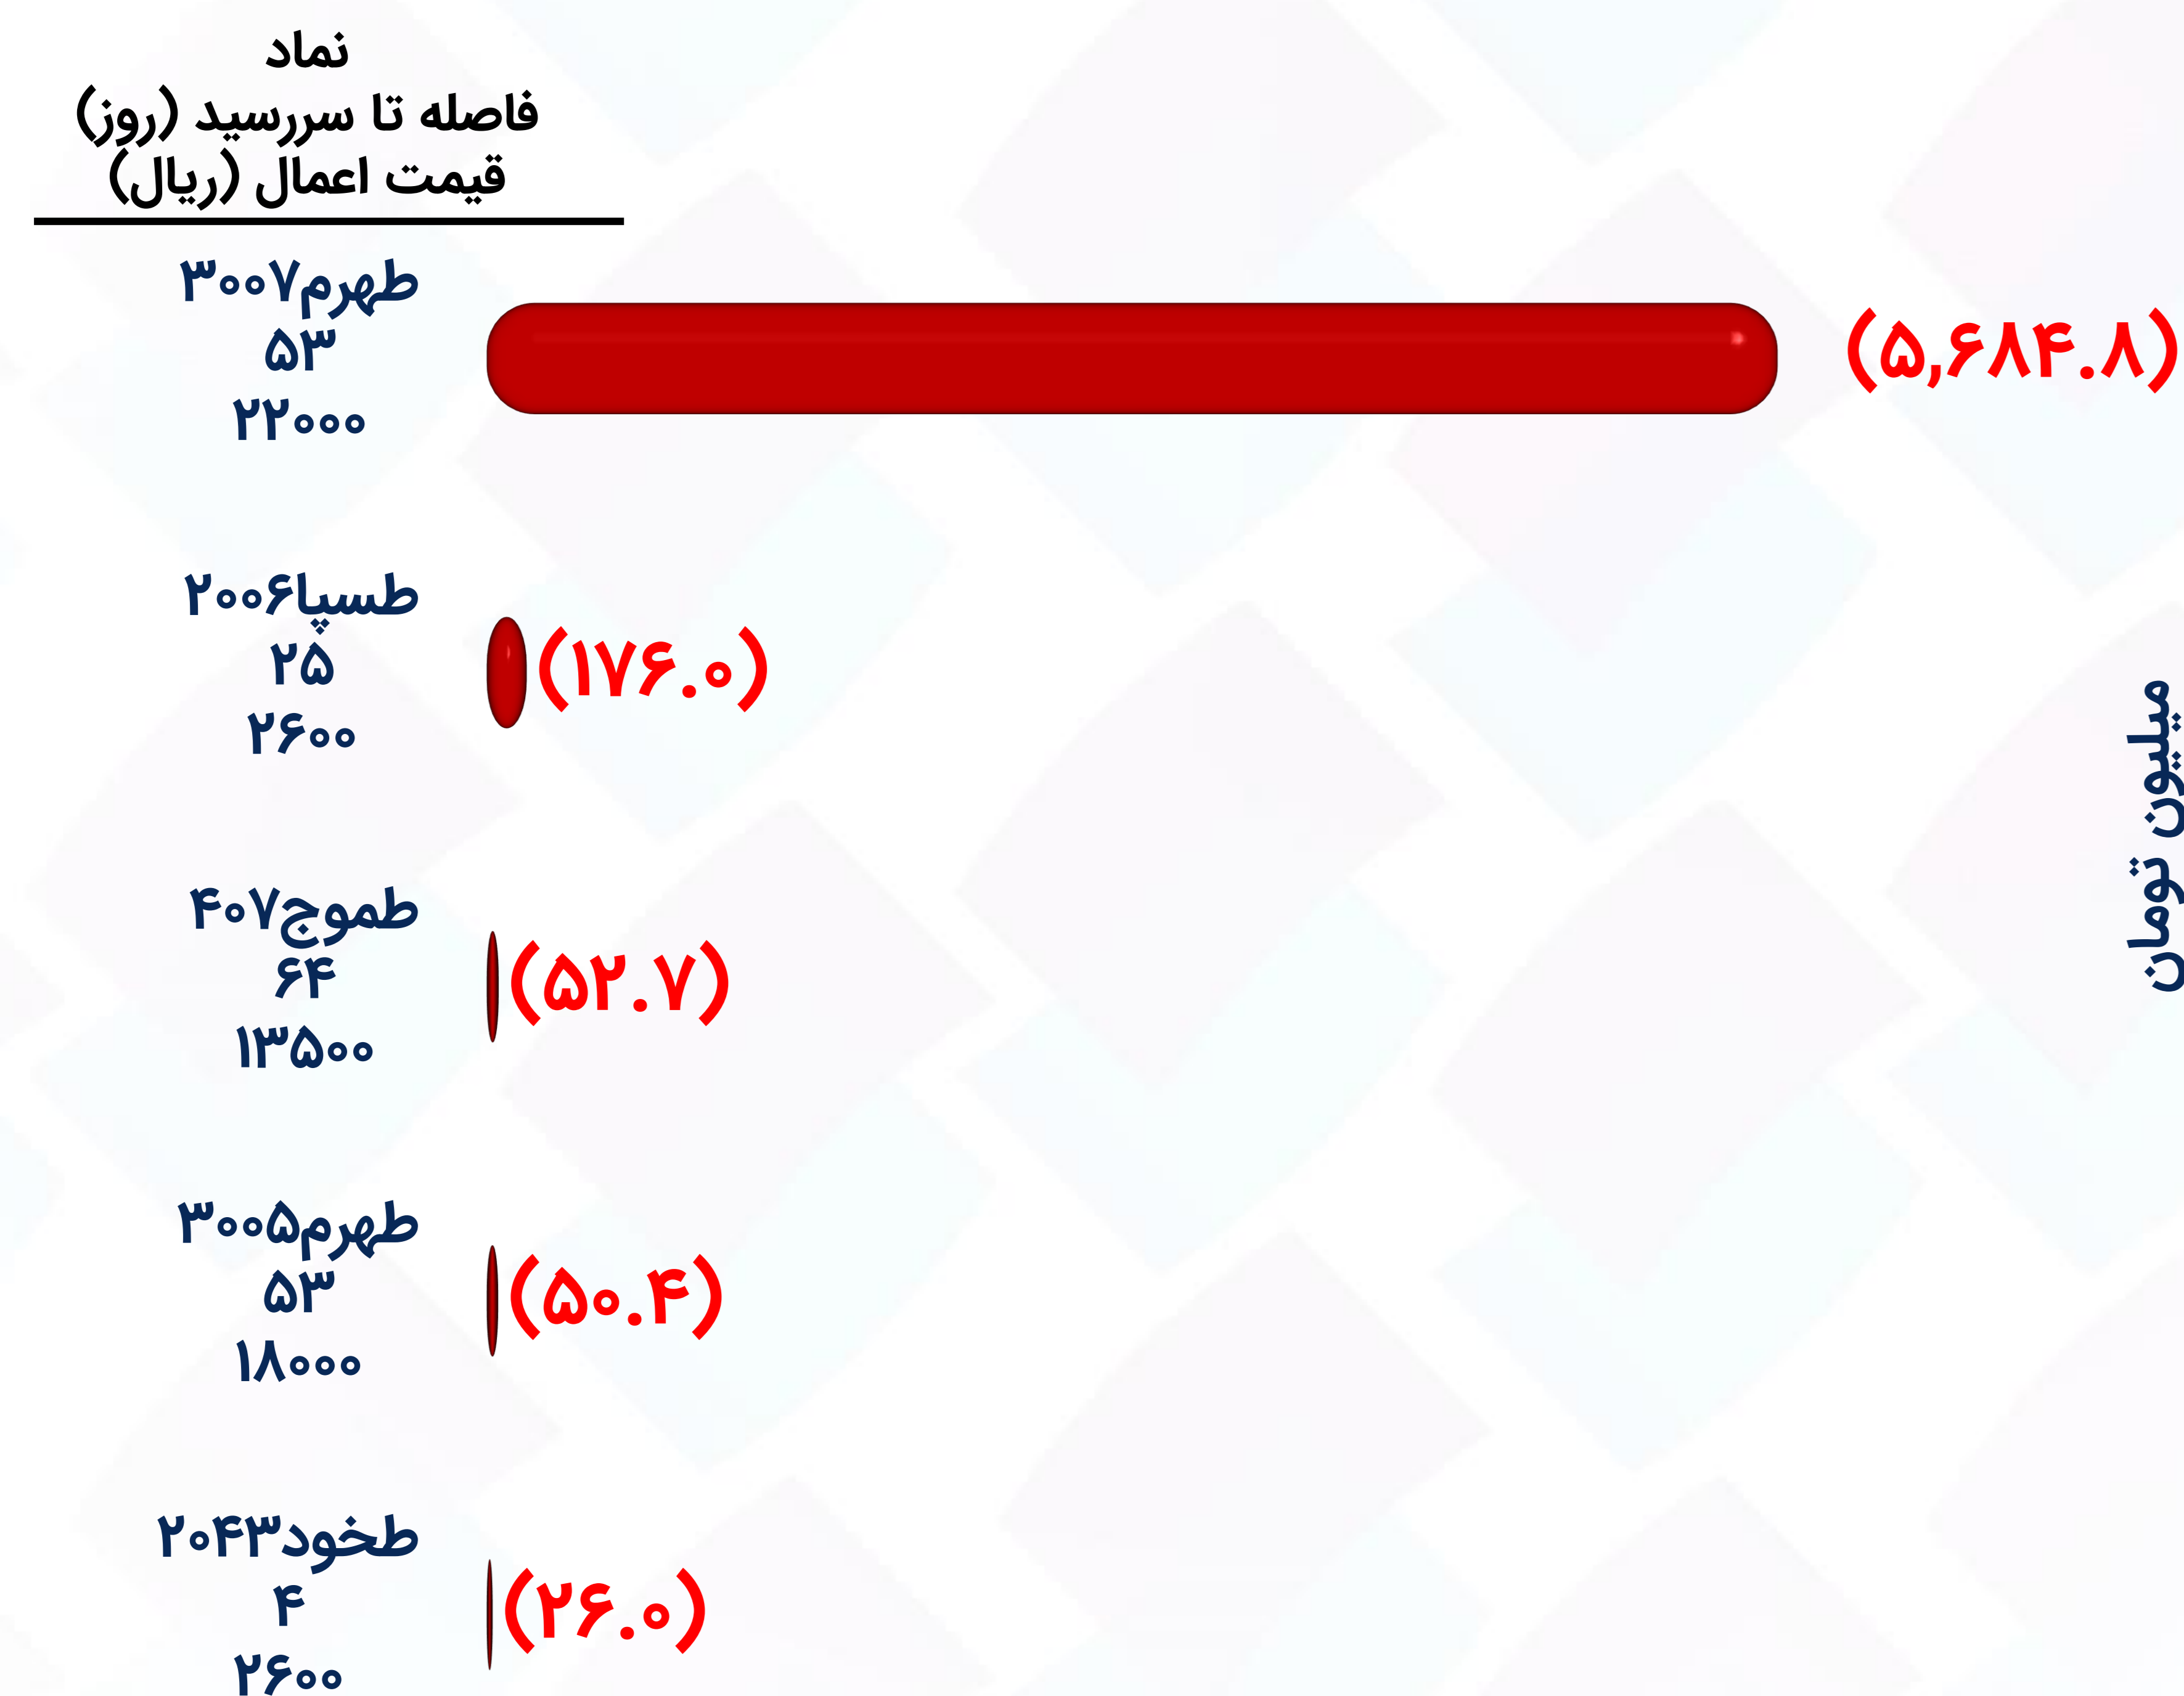 نماد
فاصله تا سررسید (روز)
قیمت اعمال (ریال)
طهرم۳۰۰۷
۵۳
۲۲۰۰۰
(۵,۶۸۴.۸)
طسپا۲۰۰۶
۲۵
۲۶۰۰
(۱۷۶.۰)
طموج۴۰۷
۶۴
۱۳۵۰۰
(۵۲.۷)
طهرم۳۰۰۵
۵۳
۱۸۰۰۰
(۵۰.۴)
طخود۲۰۴۳
۴
۲۶۰۰
(۲۶.۰)
میلیون تومان